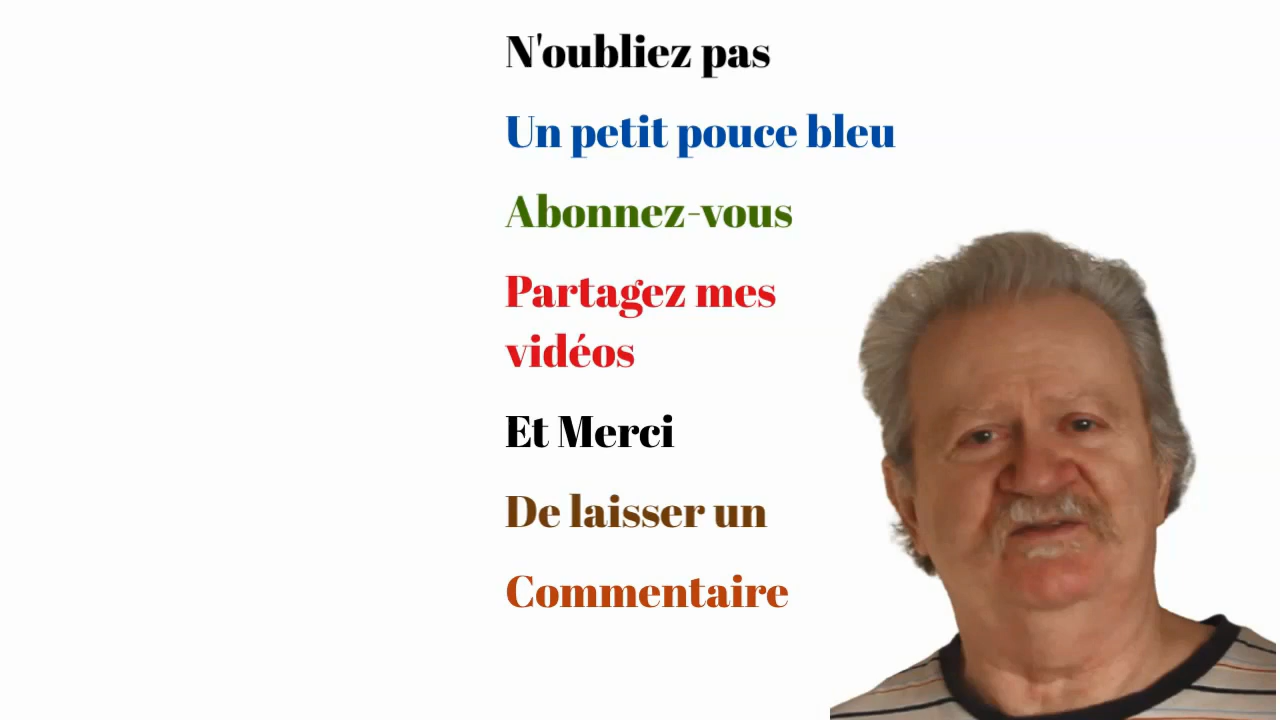 N'oubliez pas
Un petit pouce bleu
Abonnez-vous
Partagez mes
vidéos
Et Merci
De laisser un
Commentaire